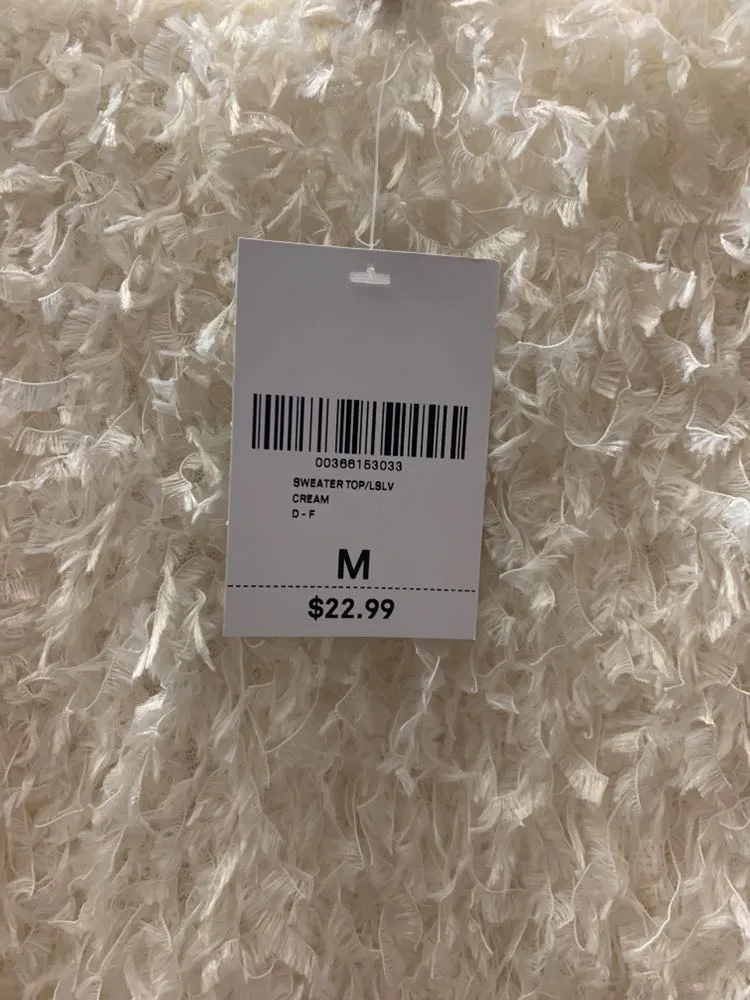 00366153033
SWEATER TOP/LSLV
CREAM
D - F
M
$22.99